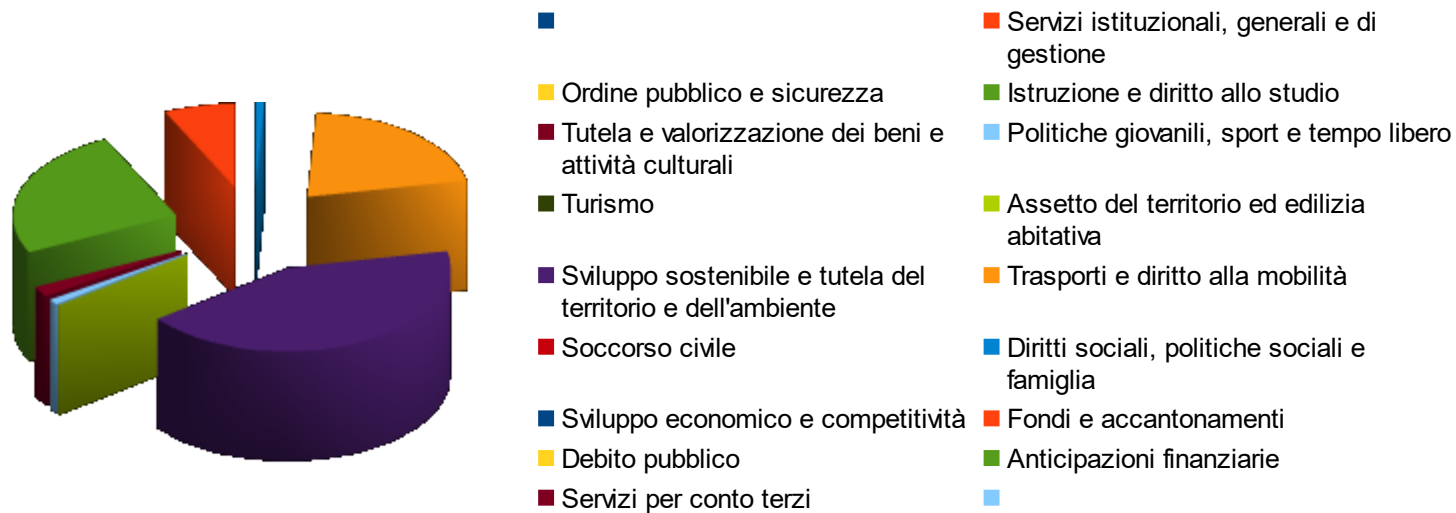 Servizi istituzionali, generali e di
gestione
Ordine pubblico e sicurezza
Istruzione e diritto allo studio
Tutela e valorizzazione dei beni e
attività culturali
Politiche giovanili, sport e tempo libero
Turismo
Assetto del territorio ed edilizia
abitativa
Sviluppo sostenibile e tutela del
territorio e dell'ambiente
Trasporti e diritto alla mobilità
Soccorso civile
Diritti sociali, politiche sociali e
famiglia
Sviluppo economico e competitività
Fondi e accantonamenti
Debito pubblico
Anticipazioni finanziarie
Servizi per conto terzi